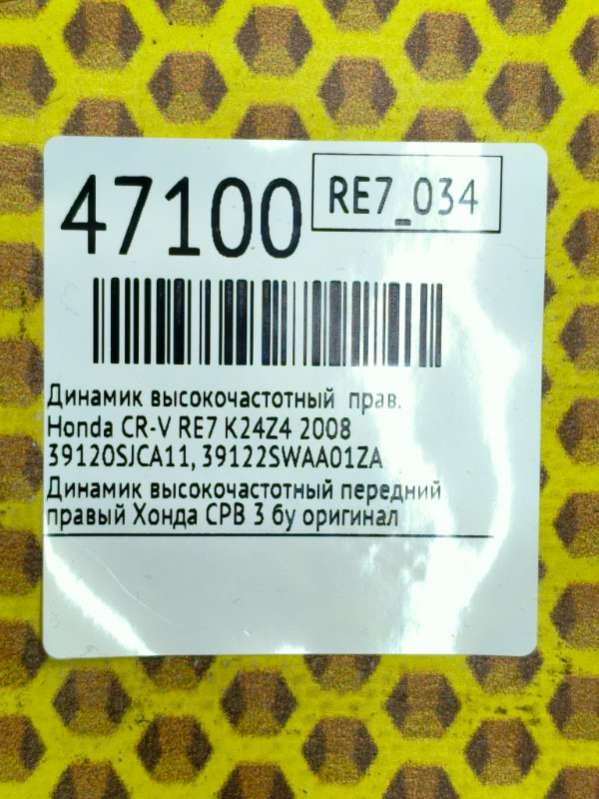 47100
RE7_034
Динамик высокочастотный прав.
Honda CR-V RE7 K24Z4 2008
39120SJCA11, 39122SWAA01ZA
Динамик высокочастотный передний
правый Хонда СРВ 3 бу оригинал